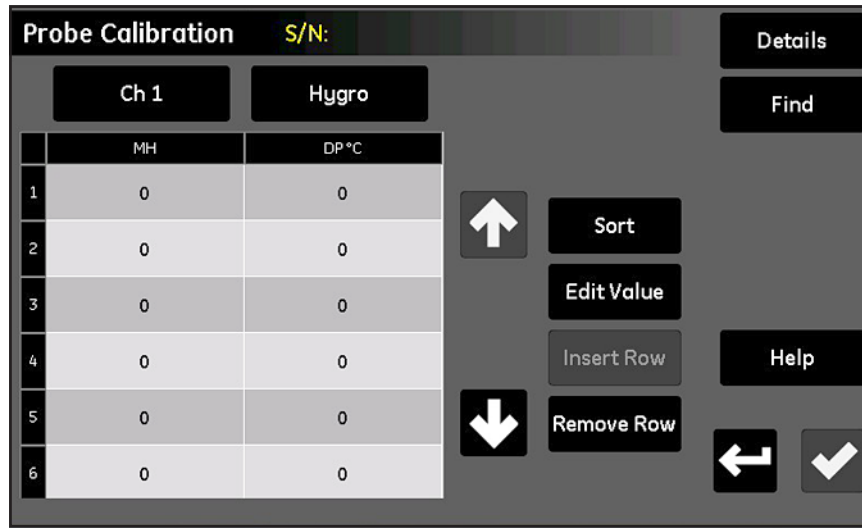 Probe Calibration S/N:
Details
Ch 1 Hygro
Find
MH DP°C
1 0 0
2 0 0
3 0 0
4 0 0
5 0 0
6 0 0
Sort
Edit Value
Insert Row
Remove Row
Help